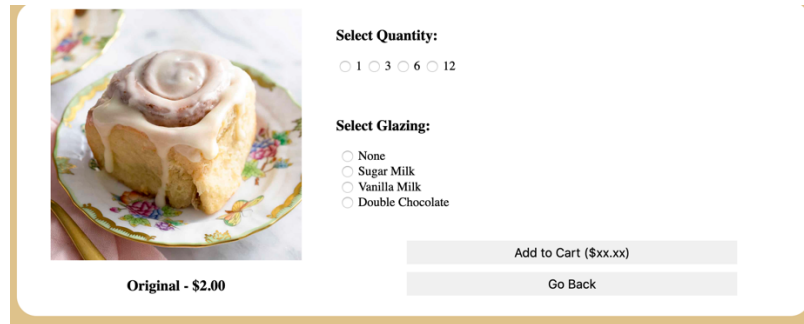 Select Quantity:
1 3 6 12
Select Glazing:
None
Sugar Milk
Vanilla Milk
Double Chocolate
Add to Cart ($xx.xx)
Go Back
Original - $2.00